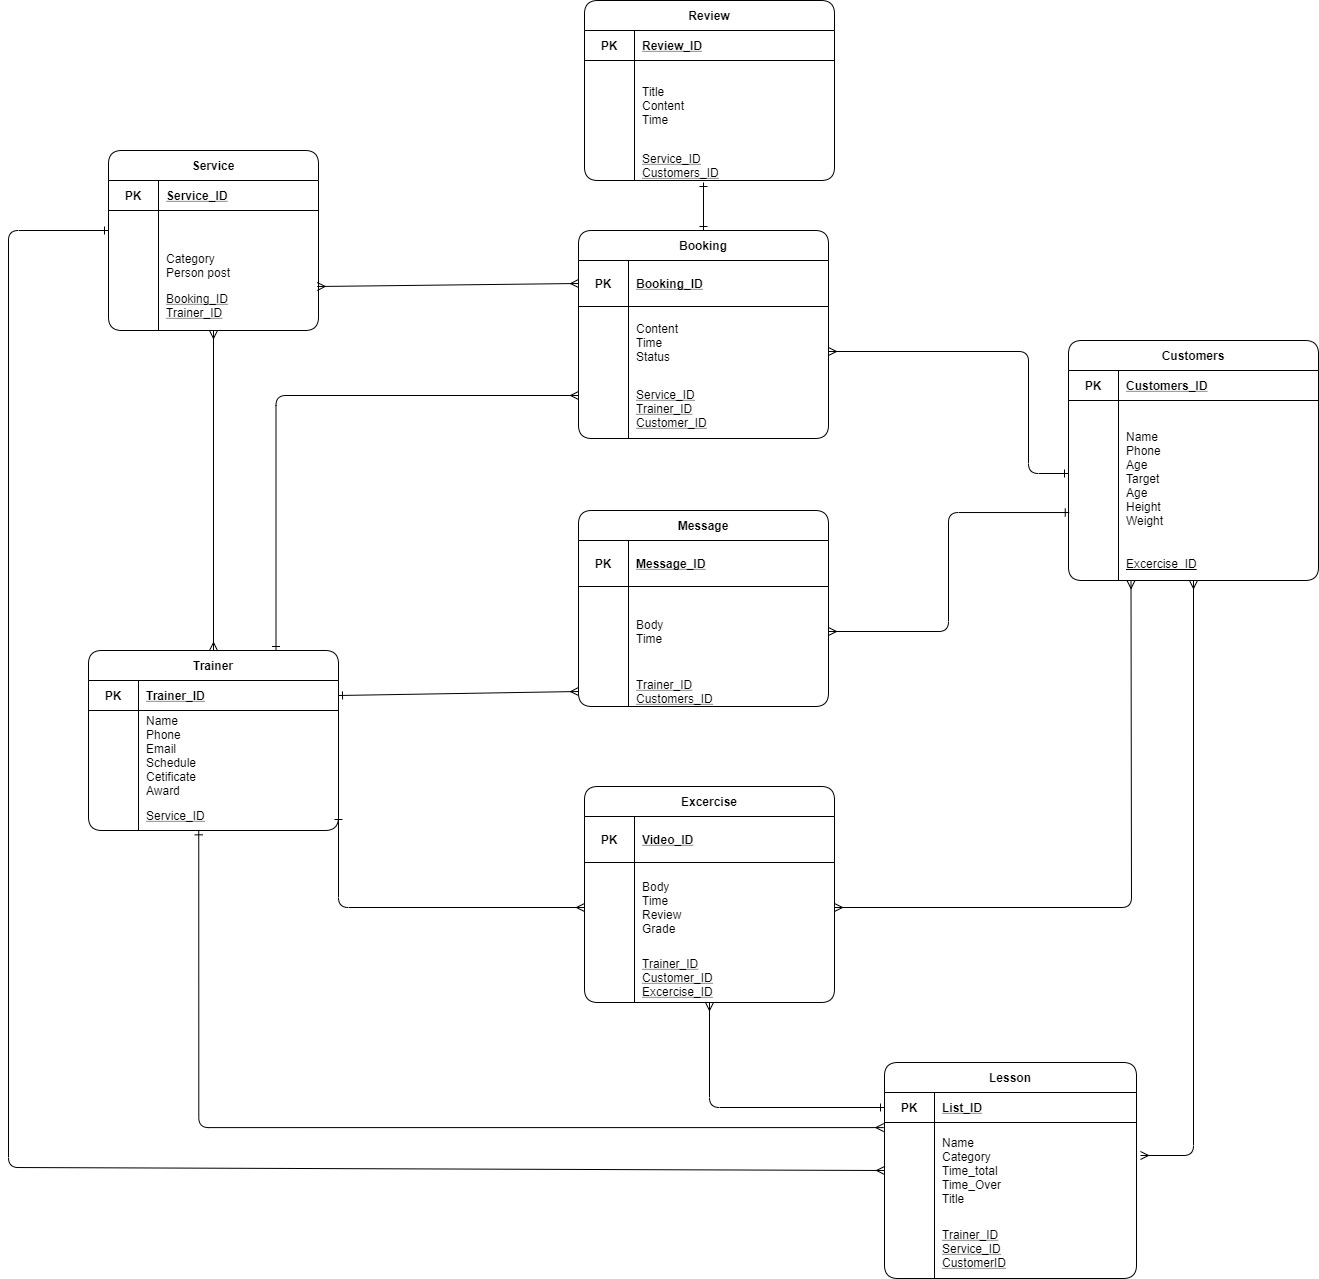 Review
PK Review_ID
Title
Content
Time
Service_ID
Customers_ID
Service
PK Service_ID
Category
Person post
Booking_ID
Trainer_ID
Booking
PK Booking_ID
Content
Time
Status
Service_ID
Trainer_ID
Customer_ID
Customers
PK Customers_ID
Name
Phone
Age
Target
Age
Height
Weight
Excercise_ID
Message
PK Message_ID
Body
Time
Trainer_ID
Customers_ID
Trainer
PK Trainer_ID
Name
Phone
Email
Schedule
Cetificate
Award
Service_ID
Excercise
PK Video_ID
Body
Time
Review
Grade
Trainer_ID
Customer_ID
Excercise_ID
Lesson
PK List_ID
Name
Category
Time_total
Time_Over
Title
Trainer_ID
Service_ID
CustomerID